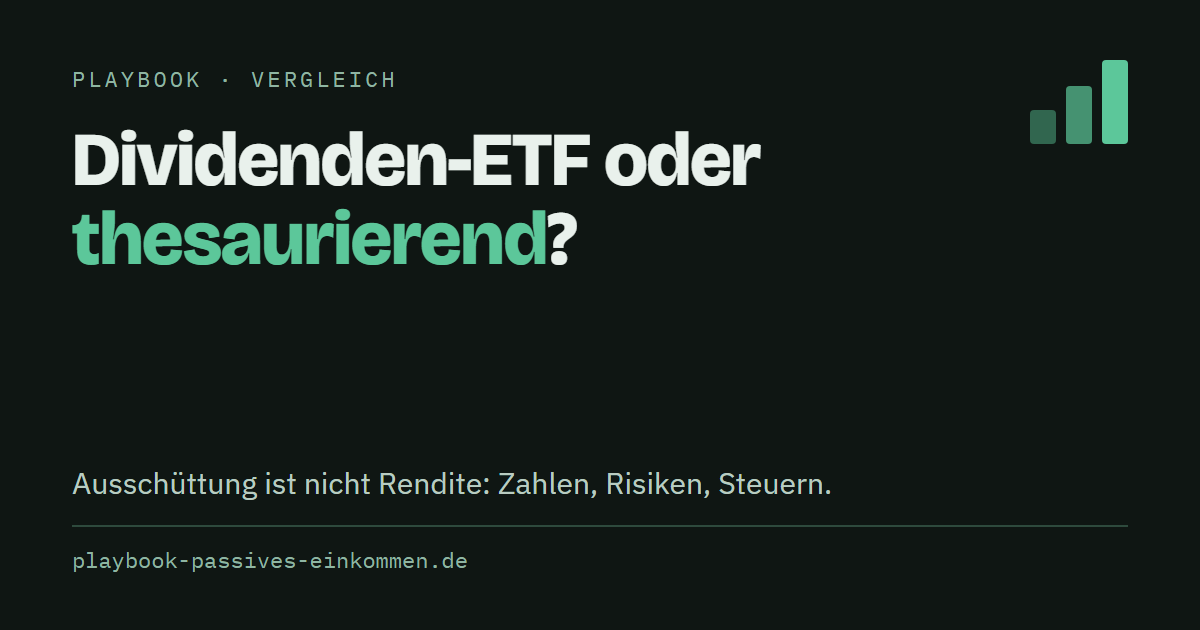 PLAYBOOK · VERGLEICH
Dividenden-ETF oder
thesaurierend?
Ausschüttung ist nicht Rendite: Zahlen, Risiken, Steuern.
playbook-passives-einkommen.de